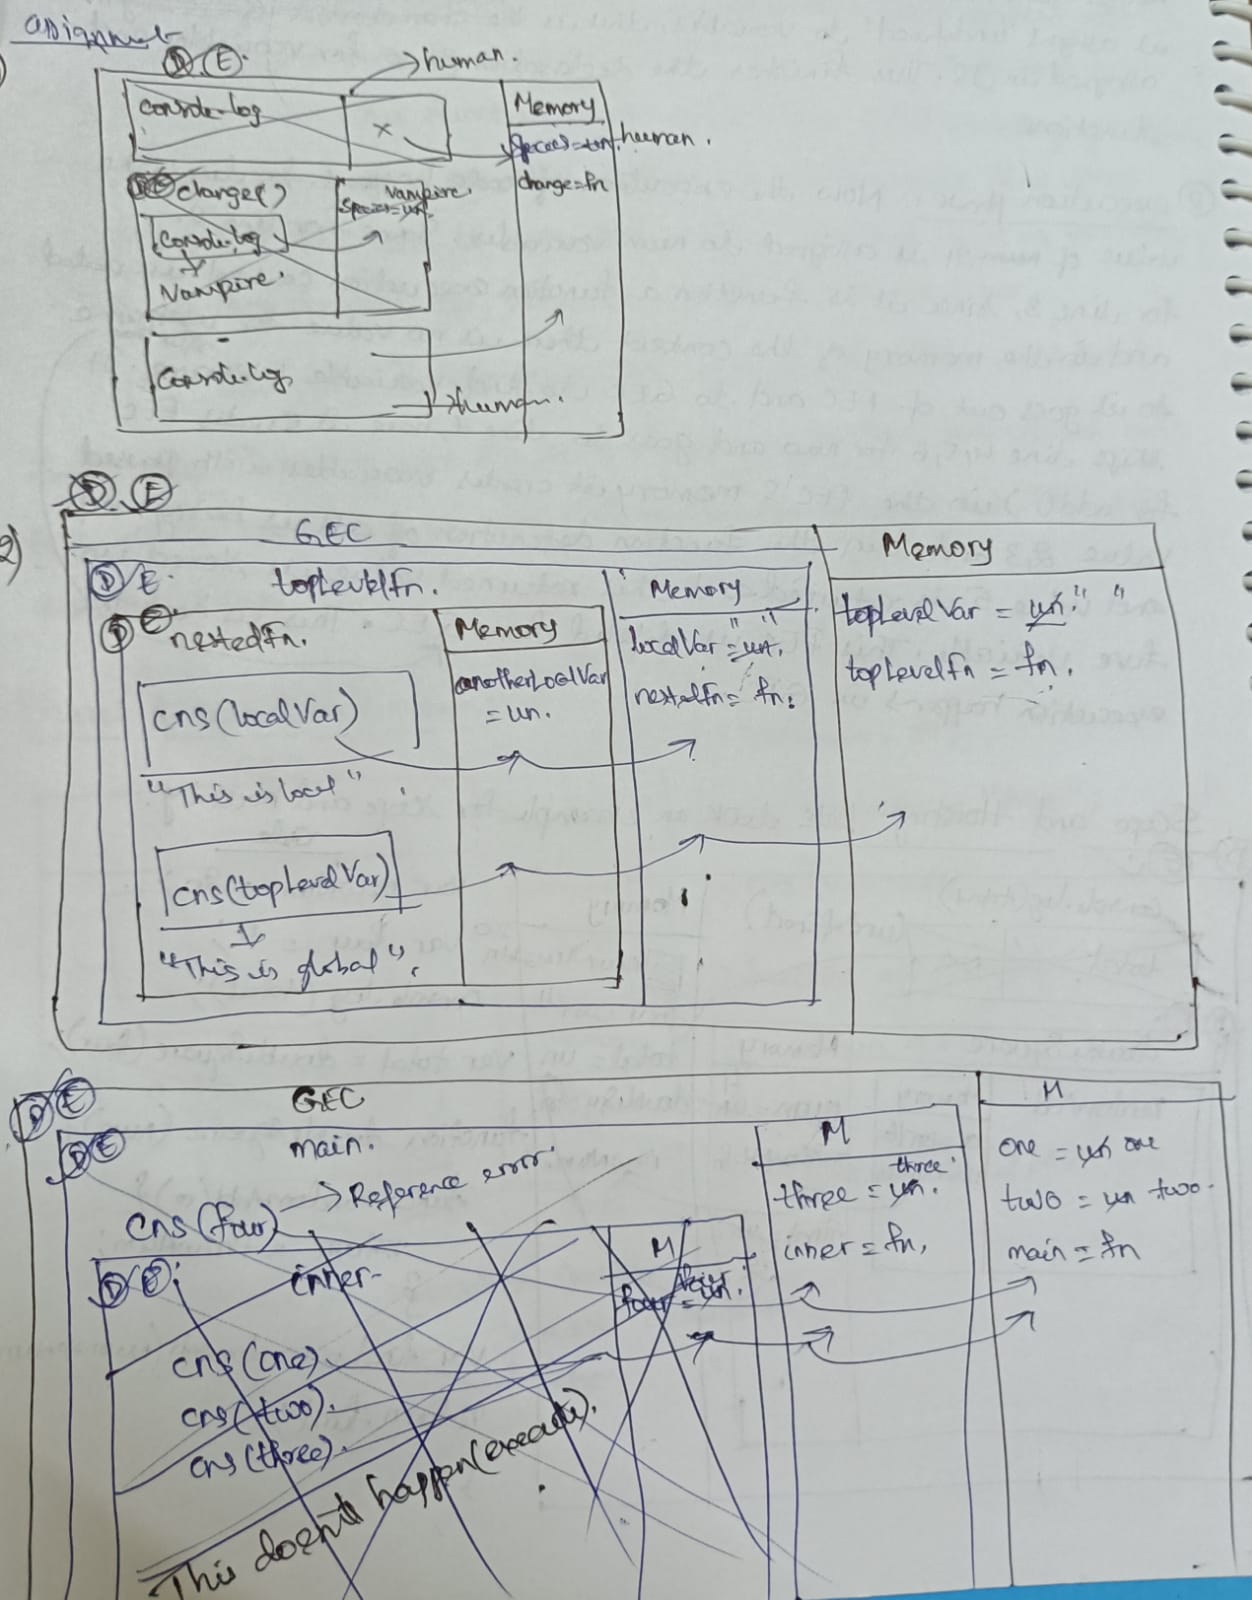 assignment
D E
→human.
console.log
x
Memory
species=un.human.
change=fn
D E change()
Vampire.
Species=un.
Console.log
Vampire.
Console.log
→human.
2)
D E
GEC
Memory
D E. topLevelFn.
Memory
topLevelVar = un." "
D E. nestedFn.
Memory
localVar = un. " "
topLevelFn = fn.
anotherLocalVar
= un.
nestedFn = fn.
cns(localVar)
"This is local"
cns(topLevelVar)
"This is global".
D E
GEC
M
D E
main.
M
one = un one
→ Reference error.
three.
three = un.
two = un two.
cns(four)
M
inner = fn.
main = fn
D E.
inner
four
four = un.
cns(one).
cns(two).
cns(three).
This doesn't happen(execute).